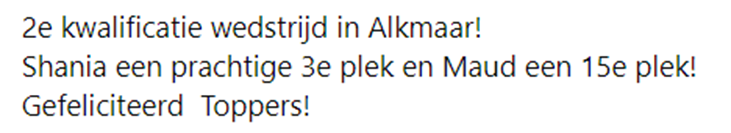 2e kwalificatie wedstrijd in Alkmaar!
Shania een prachtige 3e plek en Maud een 15e plek!
Gefeliciteerd  Toppers!